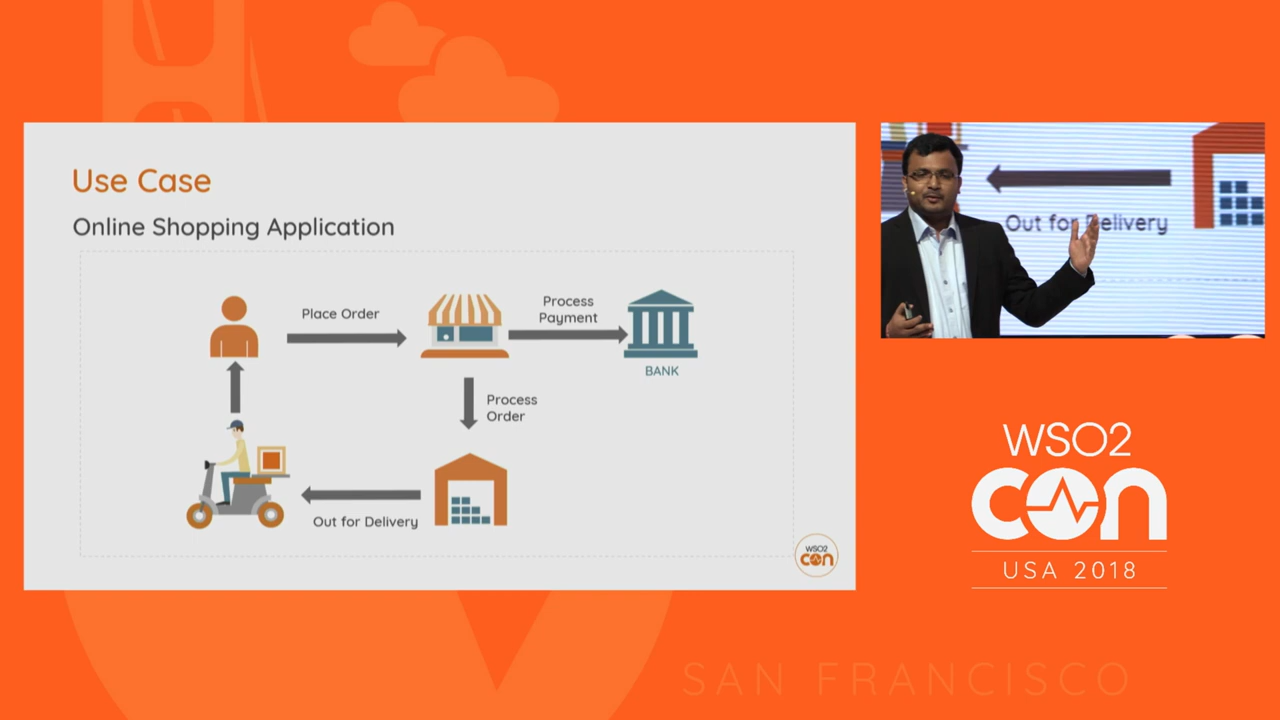 Use Case
Online Shopping Application
Place Order
Process
Payment
BANK
Process
Order
Out for Delivery
WSO2
con
Out for Delivery
WSO2
con
USA 2018
SAN FRANCISCO